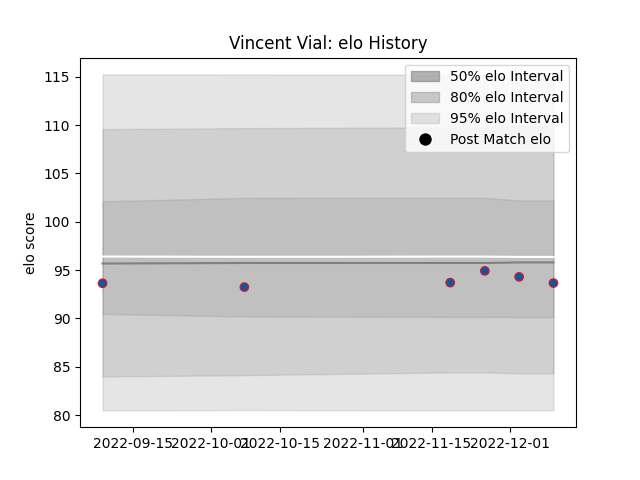 Vincent Vial: elo History
115
110
105
100
95
90
85
80
elo score
50% elo Interval
80% elo Interval
95% elo Interval
Post Match elo
2022-09-15 2022-10-01 2022-10-15 2022-11-01 2022-11-15 2022-12-01